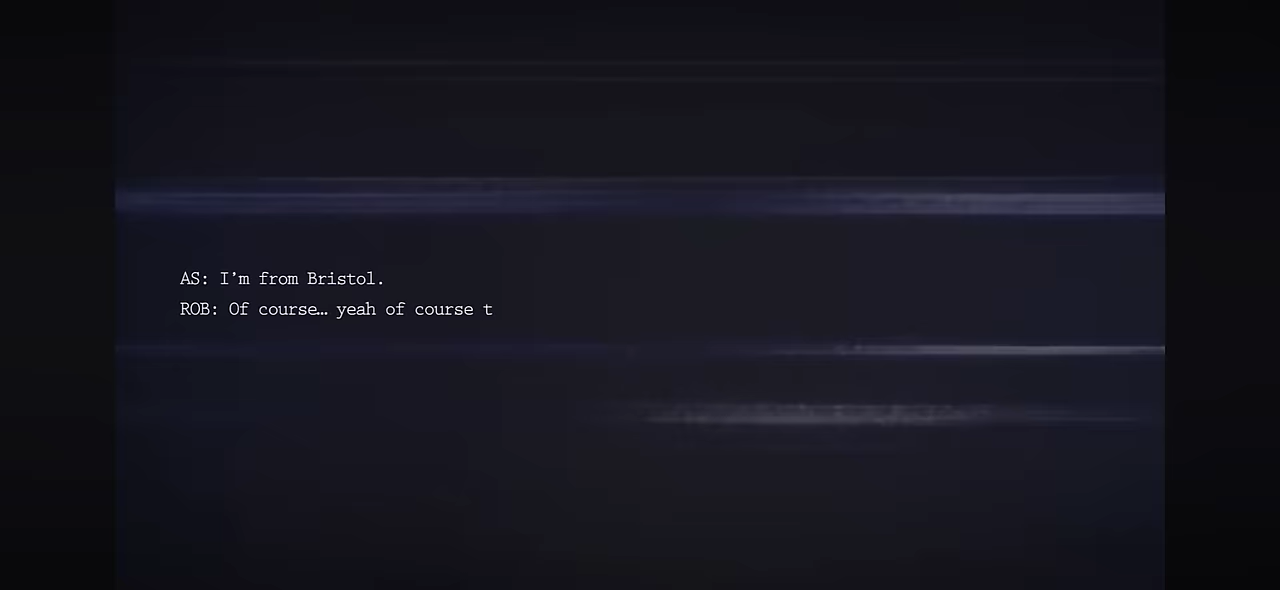 AS: I’m from Bristol.
ROB: Of course… yeah of course t